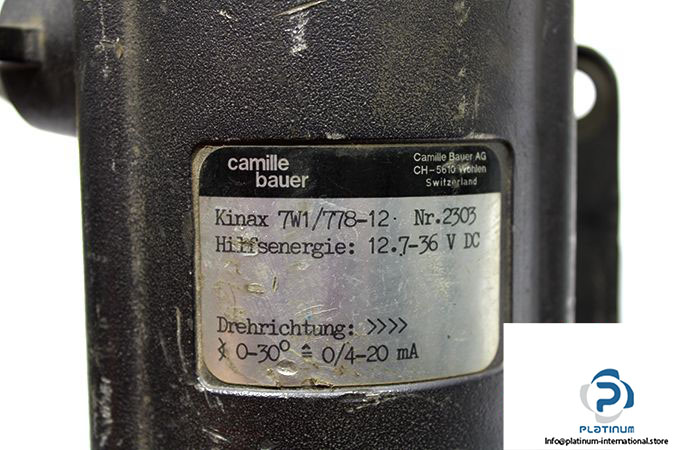 camille
bauer
Camille Bauer AG
CH-5610 Wohlen
Switzerland
Kinax 7W1/778-12 Nr.2303
Hilfsenergie: 12.7-36 V DC
Drehrichtung: >>>>
∢ 0-30° ≙ 0/4-20 mA
PLATINUM
Info@platinum-international.store